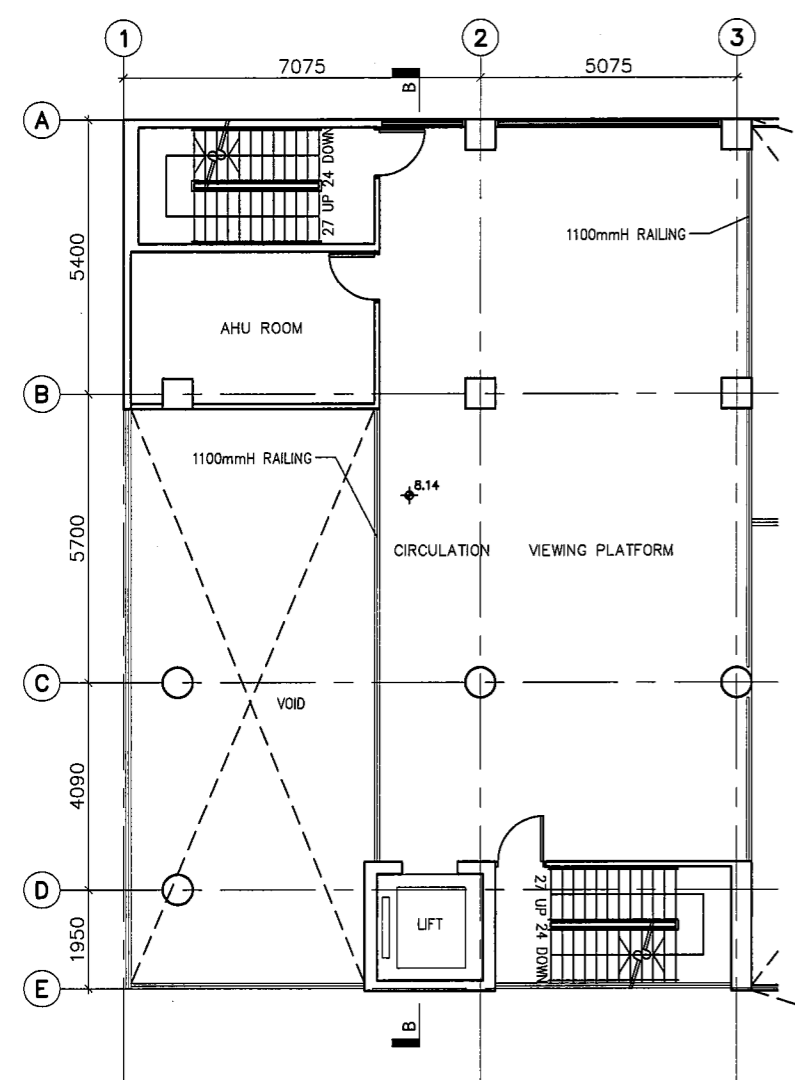 1
2
3
7075
5075
B
A
27 UP 24 DOWN
1100mmH RAILING
5400
AHU ROOM
B
1100mmH RAILING
8.14
5700
CIRCULATION
VIEWING PLATFORM
C
VOID
4090
D
27 UP 24 DOWN
LIFT
1950
E
B